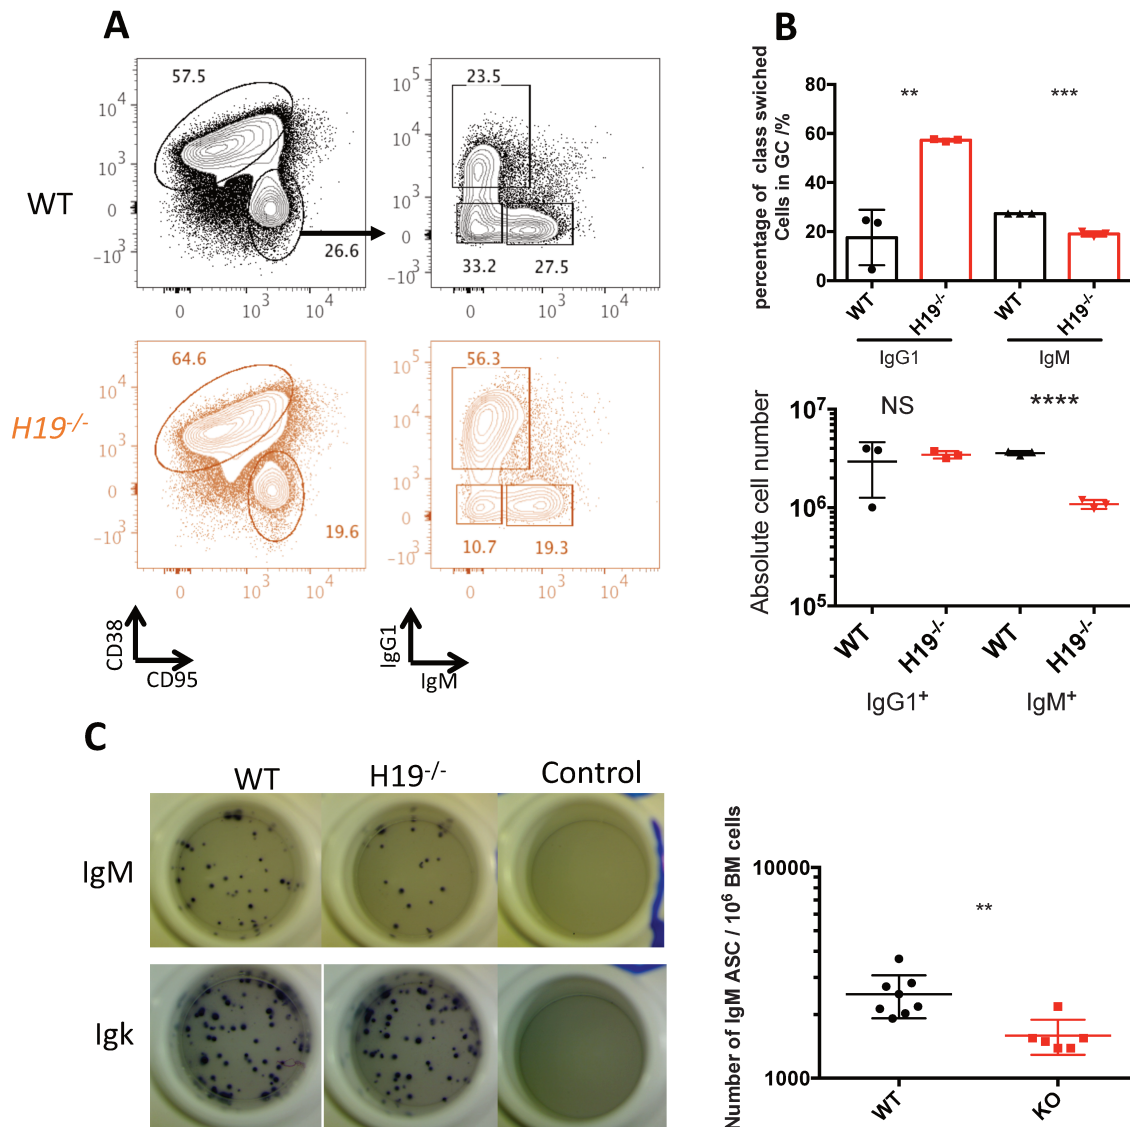 A
WT
57.5
26.6
10^4
10^3
0
-10^3
0
10^3
10^4
23.5
33.2
27.5
10^5
10^4
10^3
0
-10^3
0
10^3
10^4
H19-/-
64.6
19.6
10^4
10^3
0
-10^3
0
10^3
10^4
56.3
10.7
19.3
10^5
10^4
10^3
0
-10^3
0
10^3
10^4
CD38
CD95
IgG1
IgM
B
percentage of class swiched
Cells in GC /%
80
60
40
20
0
**
***
WT
H19-/-
WT
H19-/-
IgG1
IgM
Absolute cell number
10^7
10^6
10^5
NS
****
WT
H19-/-
WT
H19-/-
IgG1+
IgM+
C
WT
H19-/-
Control
IgM
Igk
Number of IgM ASC / 10^6 BM cells
10000
1000
**
WT
KO